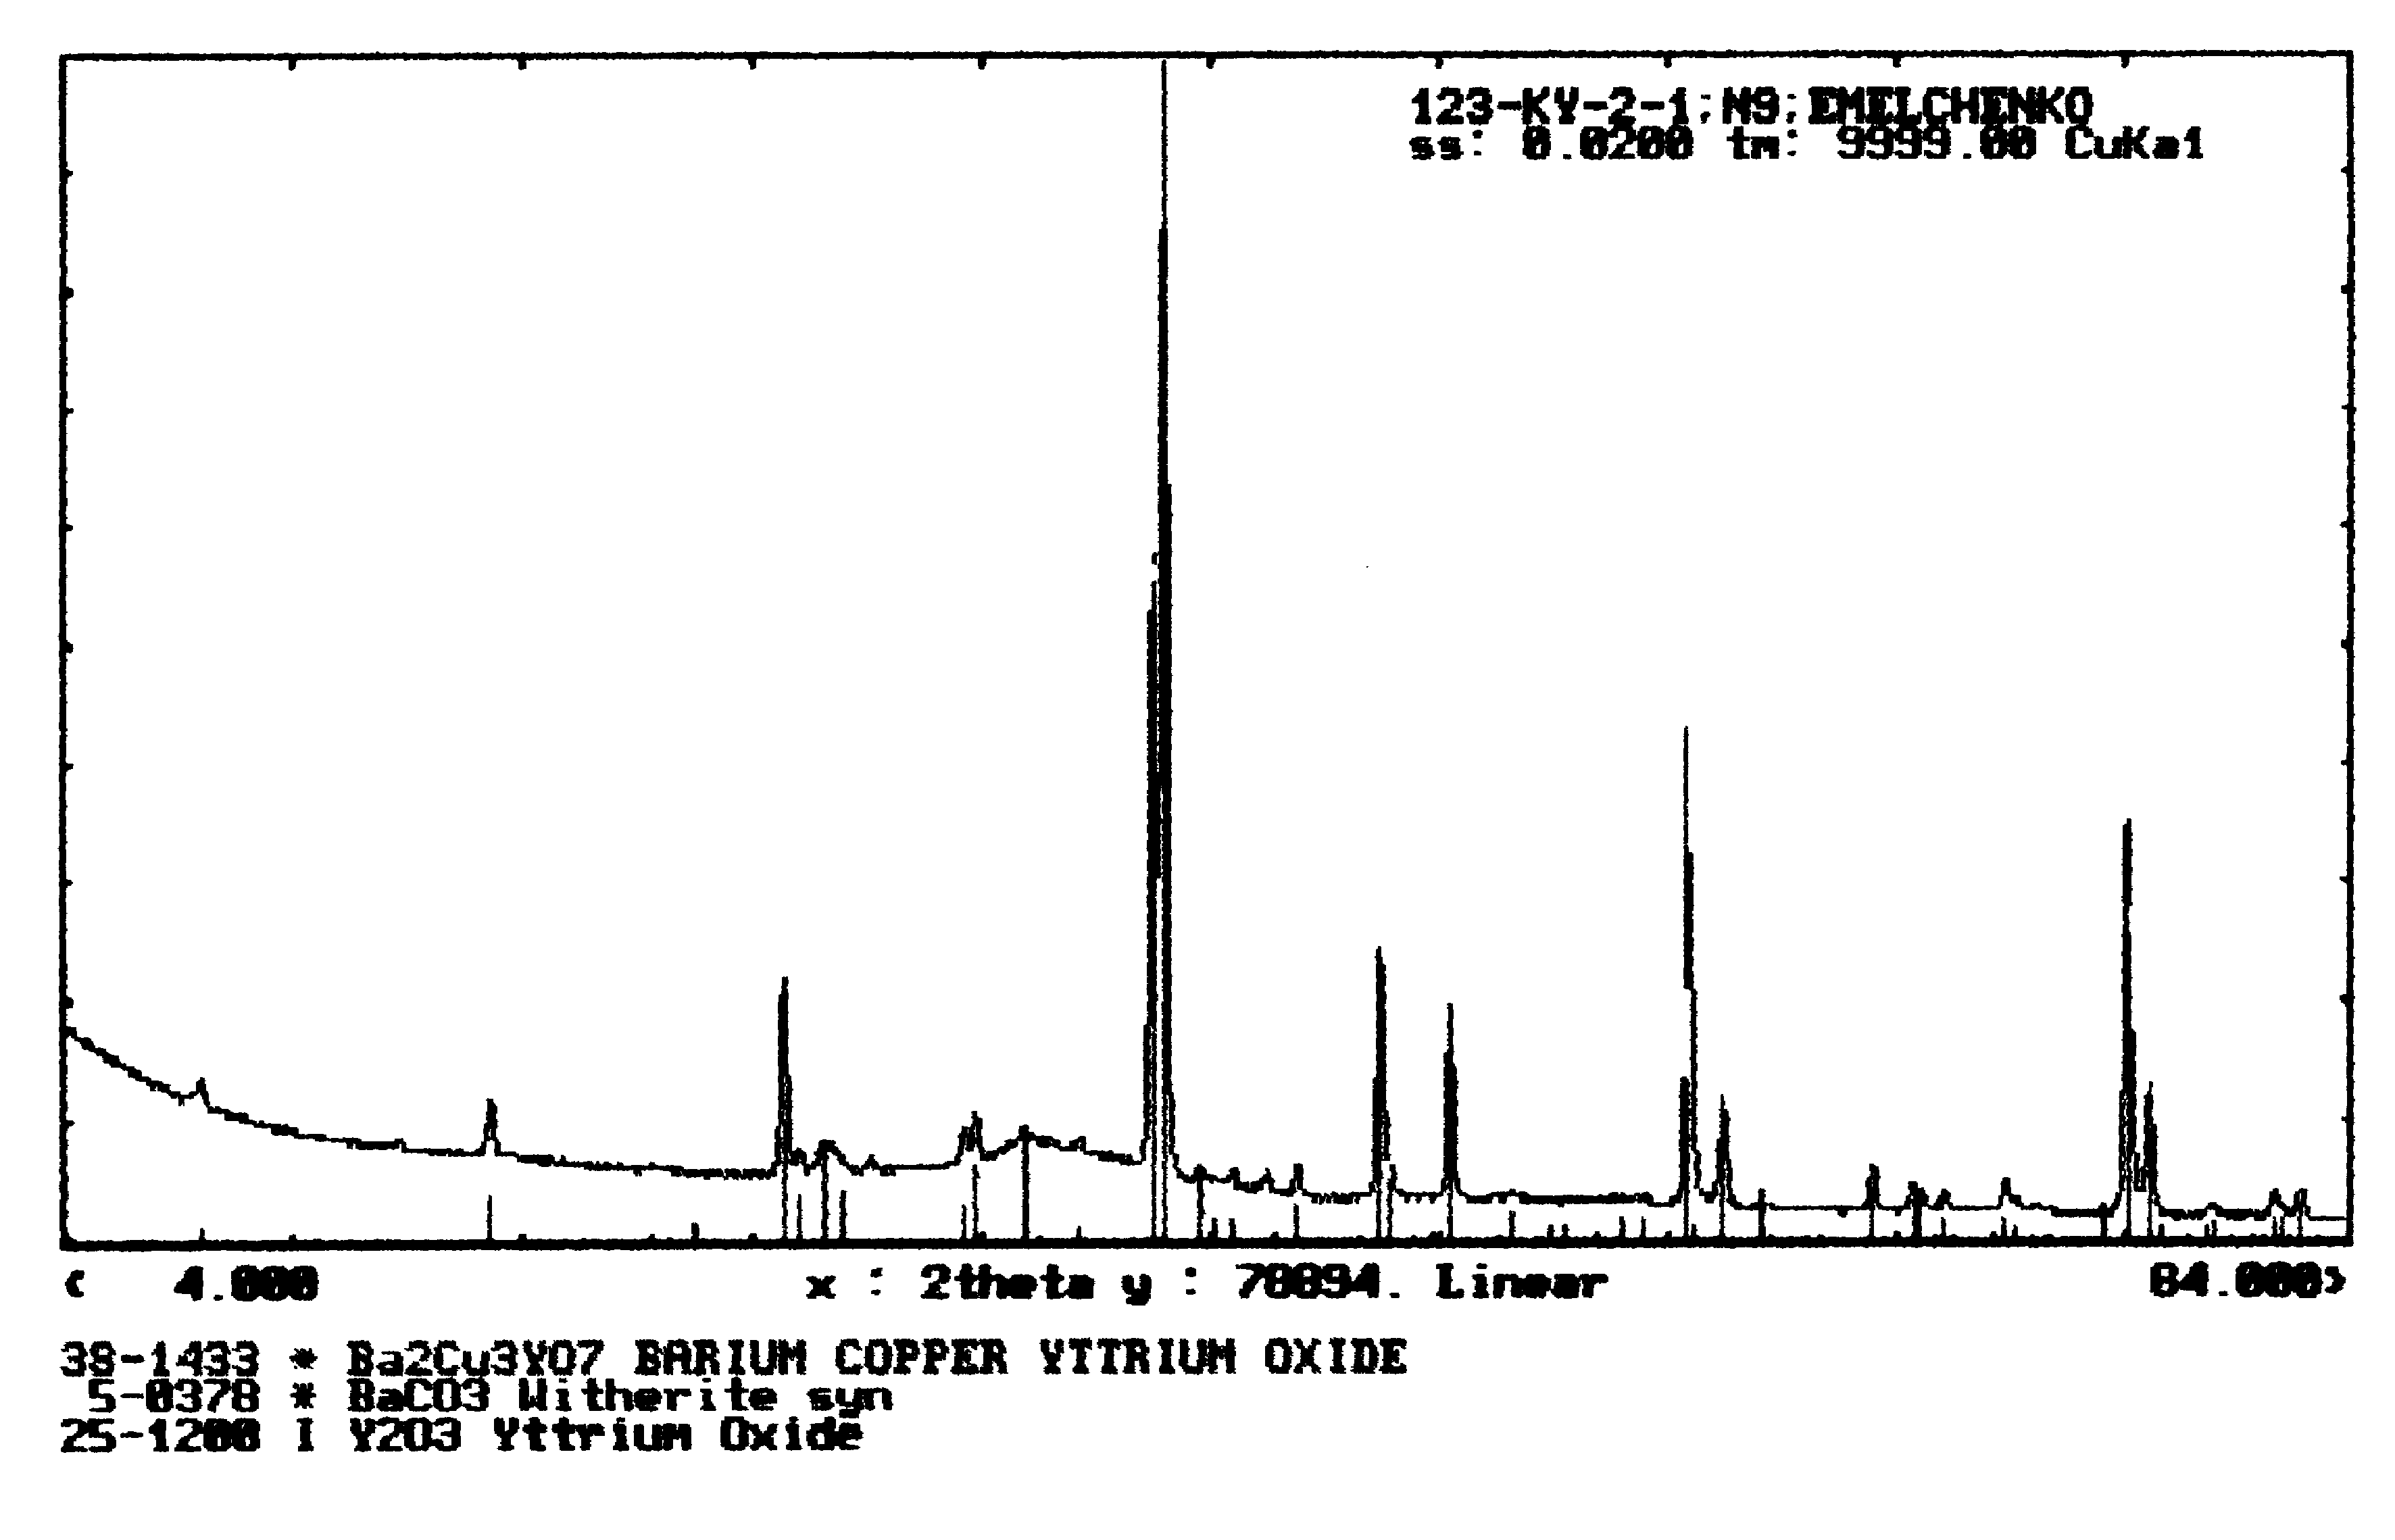 123-KY-2-1; N9; EMELCHENKO
ss: 0.0200 tm: 9999.00 CuKa1
< 4.000 x : 2theta y : 78894. Linear 84.000>
39-1433 * Ba2Cu3YO7 BARIUM COPPER YTTRIUM OXIDE
5-0378 * BaCO3 Witherite syn
25-1200 I Y2O3 Yttrium Oxide